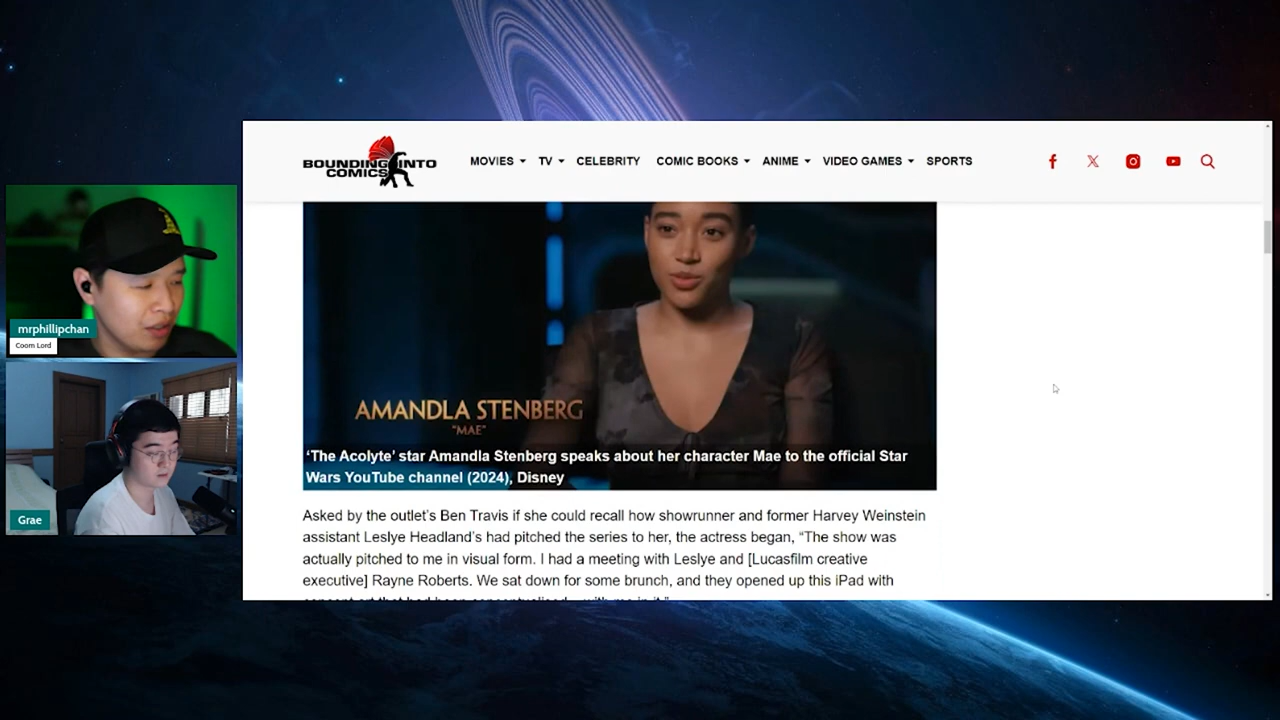 BOUNDING INTO
COMICS
MOVIES TV CELEBRITY COMIC BOOKS ANIME VIDEO GAMES SPORTS
mrphillipchan
Coom Lord
Grae
AMANDLA STENBERG
"MAE"
'The Acolyte' star Amandla Stenberg speaks about her character Mae to the official Star
Wars YouTube channel (2024), Disney
Asked by the outlet's Ben Travis if she could recall how showrunner and former Harvey Weinstein
assistant Leslye Headland's had pitched the series to her, the actress began, "The show was
actually pitched to me in visual form. I had a meeting with Leslye and [Lucasfilm creative
executive] Rayne Roberts. We sat down for some brunch, and they opened up this iPad with